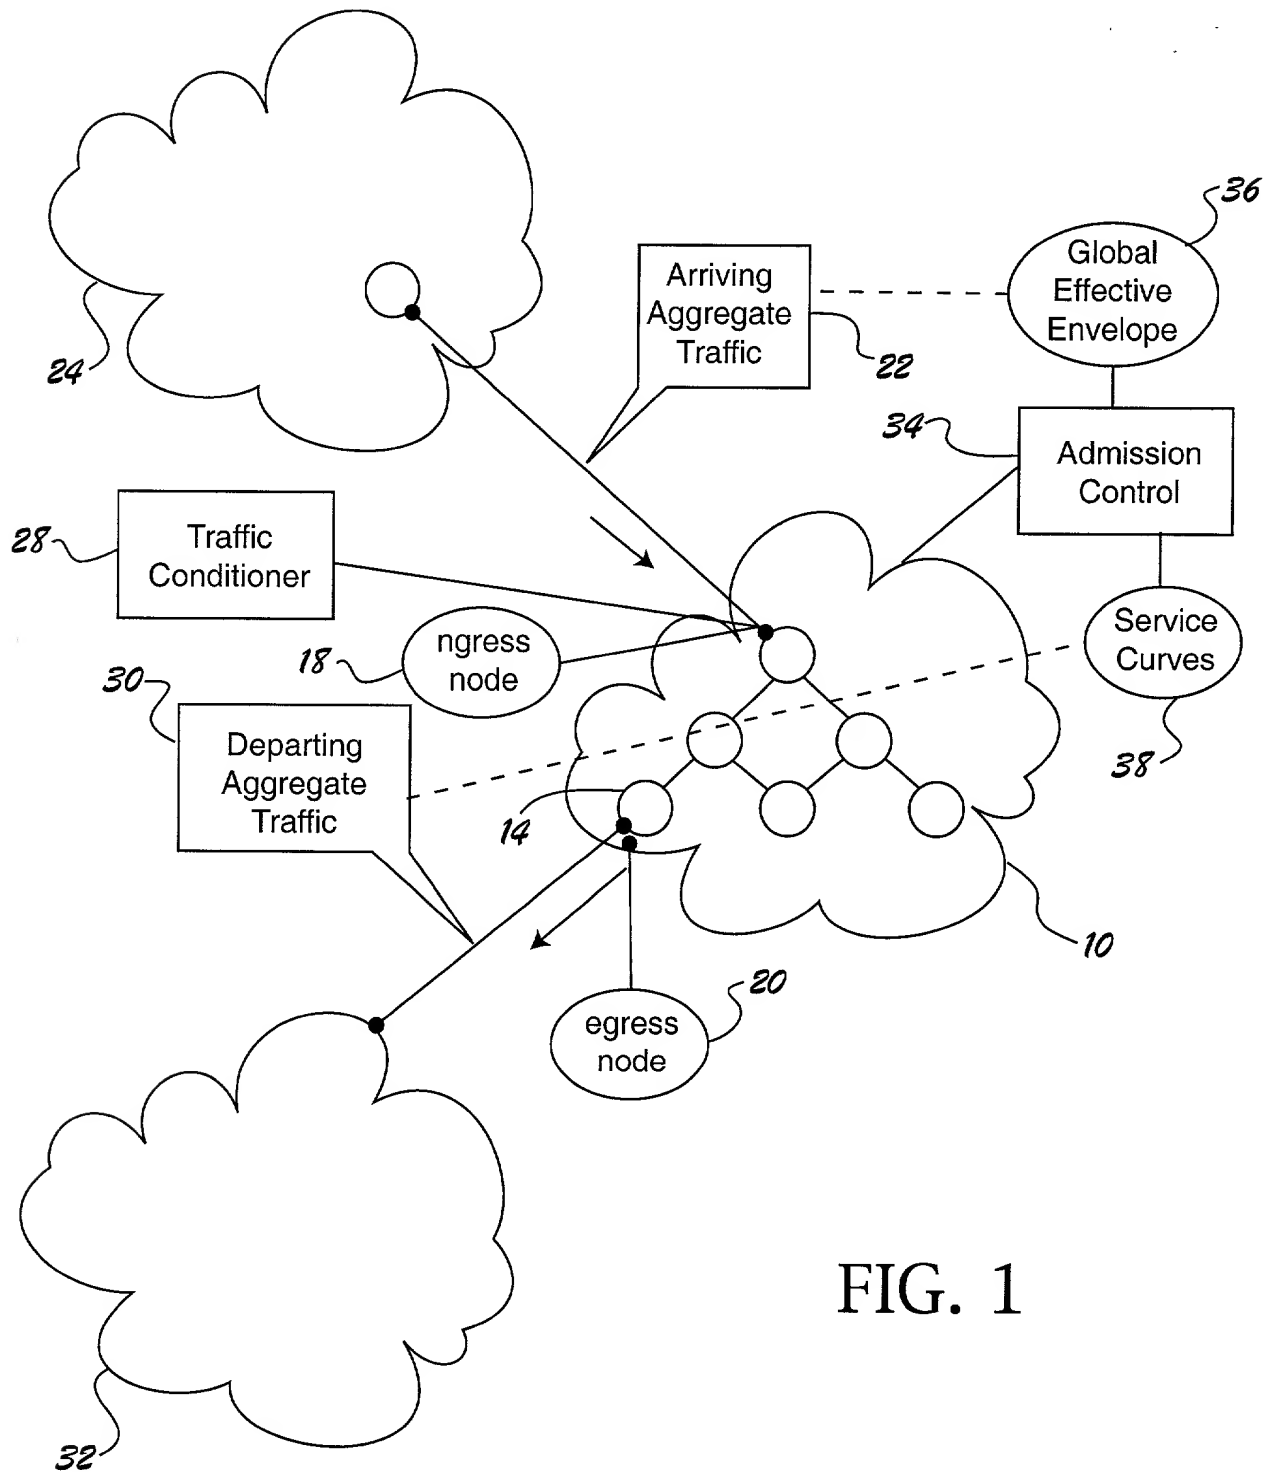 36
Global
Effective
Envelope
Arriving
Aggregate
Traffic
22
24
34
Admission
Control
28
Traffic
Conditioner
18
ngress
node
Service
Curves
38
30
Departing
Aggregate
Traffic
14
10
20
egress
node
FIG. 1
32